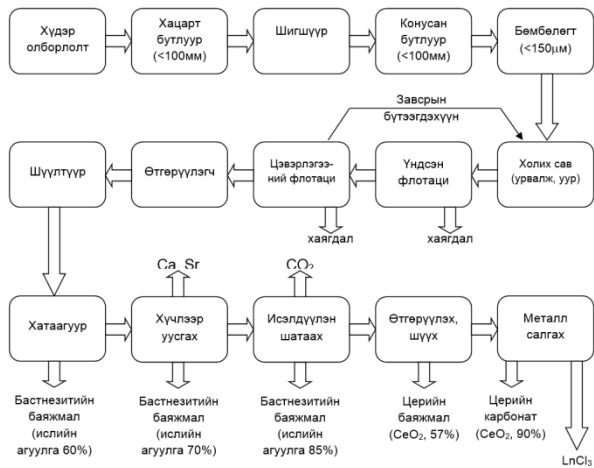 Хүдэр
олборлолт
Хацарт
бутлуур
(<100мм)
Шигшүүр
Конусан
бутлуур
(<100мм)
Бөмбөлөгт
(<150μм)
Завсрын
бүтээгдэхүүн
Шүүлтүүр
Өтгөрүүлэгч
Цэвэрлэгээ-
ний флотаци
Үндсэн
флотаци
Холих сав
(урвалж, уур)
хаягдал
хаягдал
Ca, Sr
CO₂
Хатаагуур
Хүчлээр
уусгах
Исэлдүүлэн
шатаах
Өтгөрүүлэх,
шүүх
Металл
салгах
Бастнезитийн
баяжмал
(ислийн
агуулга 60%)
Бастнезитийн
баяжмал
(ислийн
агуулга 70%)
Бастнезитийн
баяжмал
(ислийн
агуулга 85%)
Церийн
баяжмал
(CeO₂, 57%)
Церийн
карбонат
(CeO₂, 90%)
LnCl₃